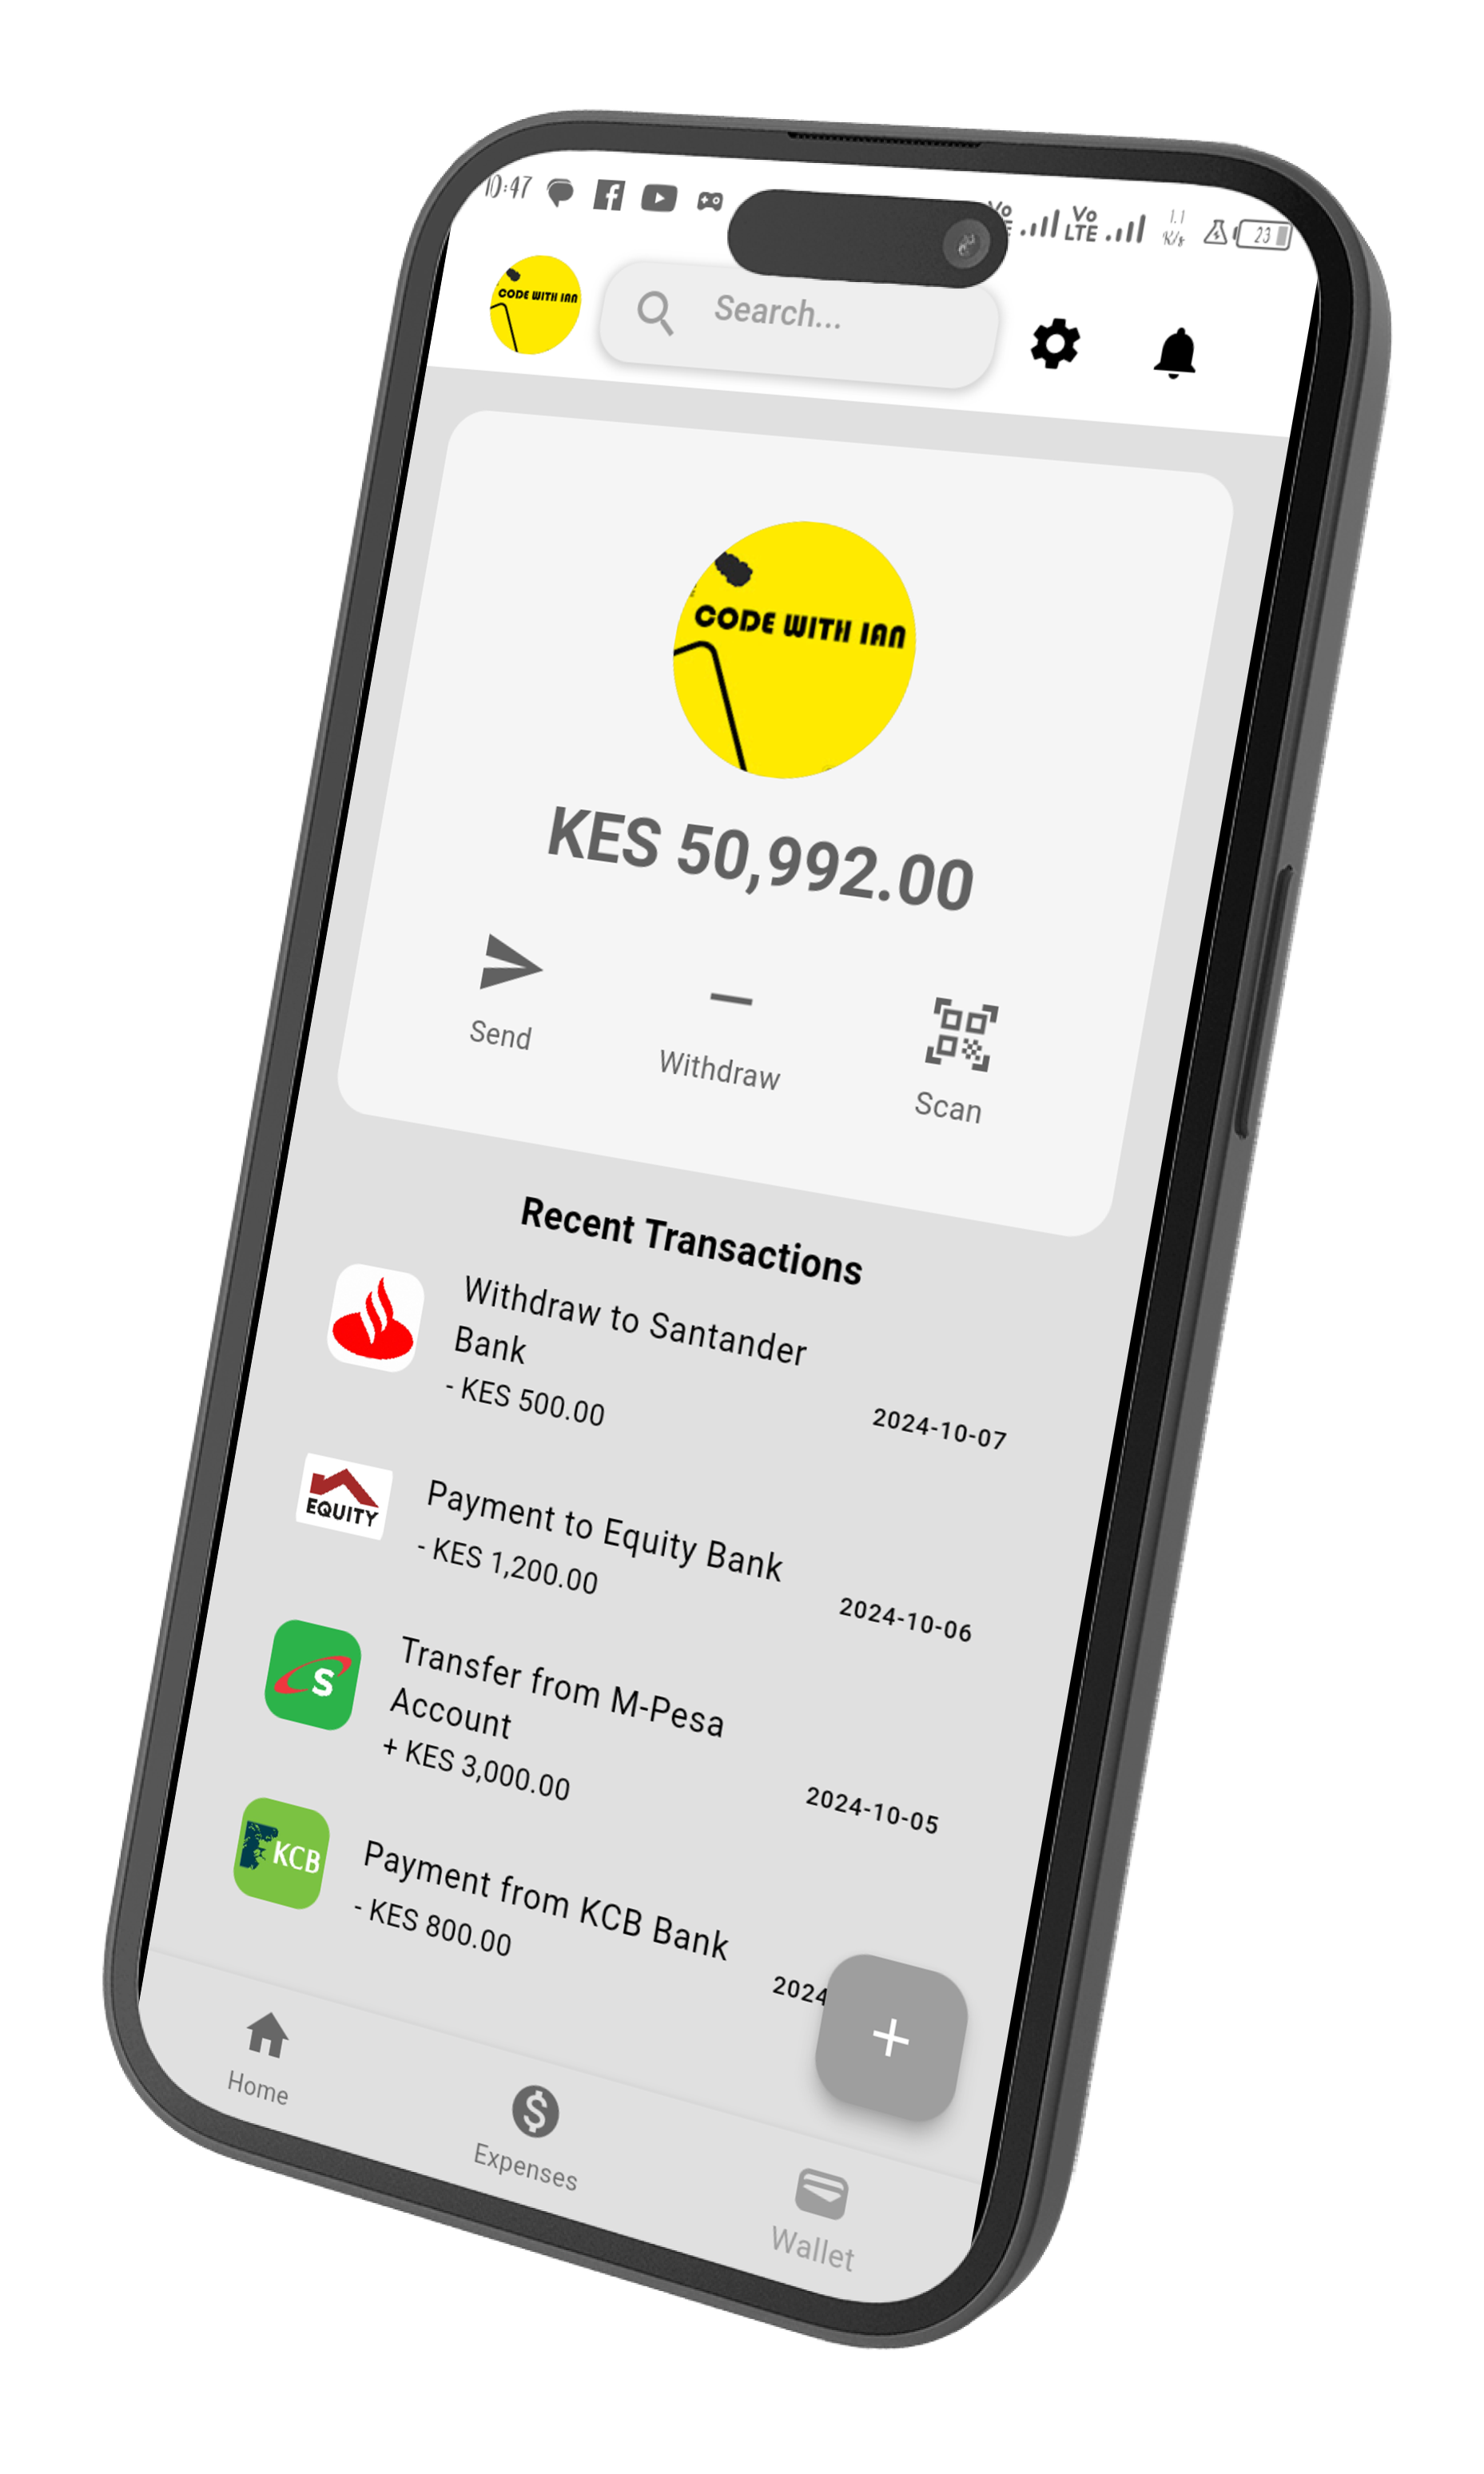 10:47
Vo
LTE
1.1
K/s
23
CODE WITH IAN
Search...
CODE WITH IAN
KES 50,992.00
Send
Withdraw
Scan
Recent Transactions
Withdraw to Santander
Bank
- KES 500.00
2024-10-07
EQUITY
Payment to Equity Bank
- KES 1,200.00
2024-10-06
S
Transfer from M-Pesa
Account
+ KES 3,000.00
2024-10-05
KCB
Payment from KCB Bank
- KES 800.00
2024
+
Home
Expenses
Wallet